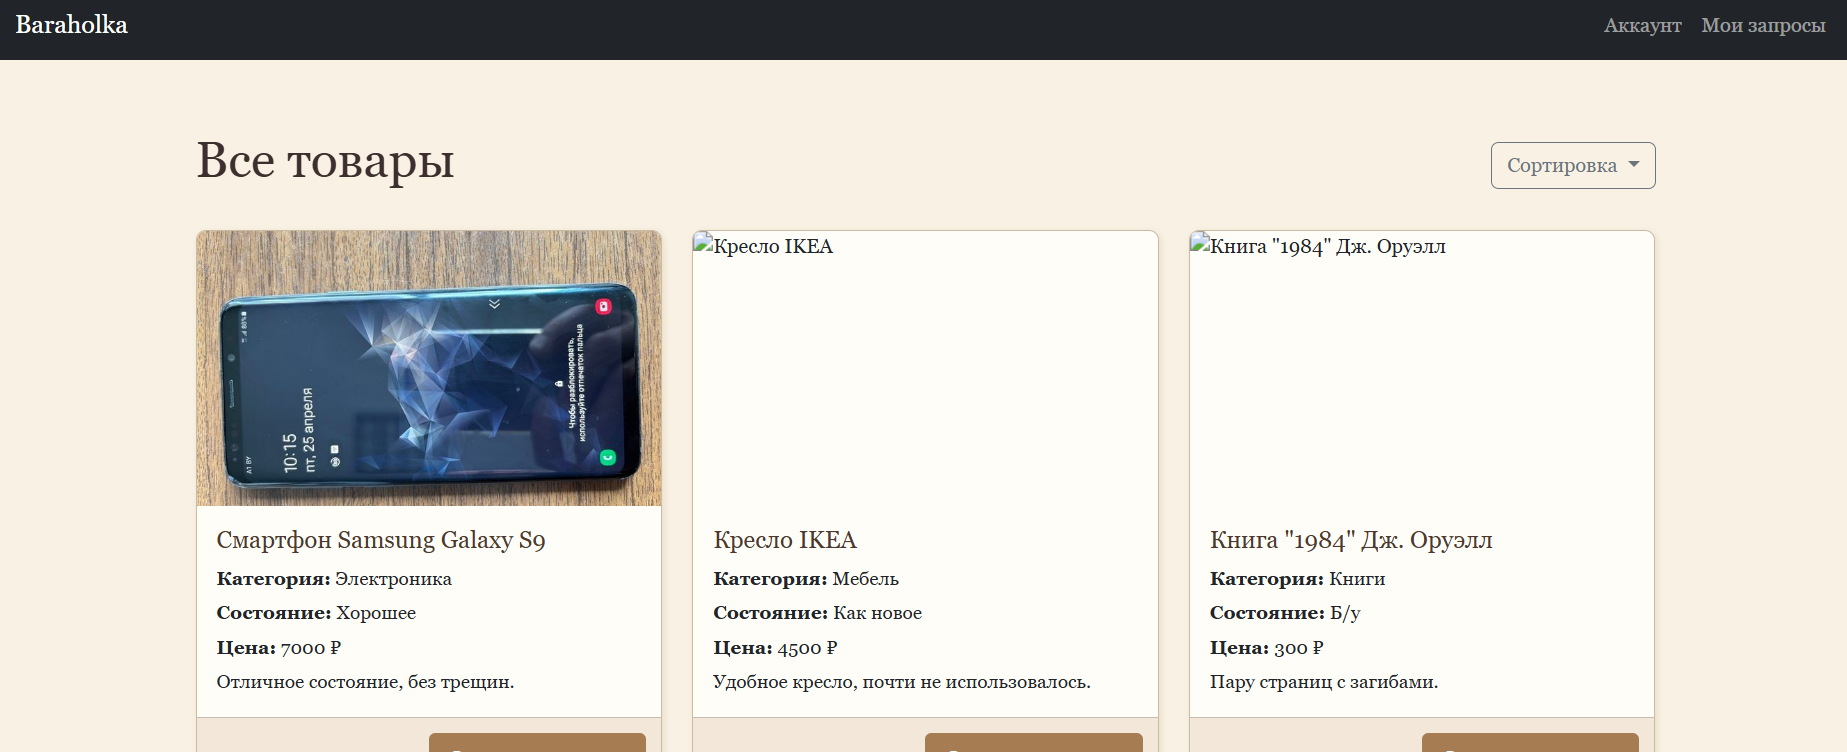 Baraholka
Аккаунт Мои запросы
Все товары
Сортировка
10:15
пт, 25 апреля
Чтобы разблокировать,
используйте отпечаток пальца
A1 BY
88%
Кресло IKEA
Книга "1984" Дж. Оруэлл
Смартфон Samsung Galaxy S9
Категория: Электроника
Состояние: Хорошее
Цена: 7000 ₽
Отличное состояние, без трещин.
Кресло IKEA
Категория: Мебель
Состояние: Как новое
Цена: 4500 ₽
Удобное кресло, почти не использовалось.
Книга "1984" Дж. Оруэлл
Категория: Книги
Состояние: Б/у
Цена: 300 ₽
Пару страниц с загибами.